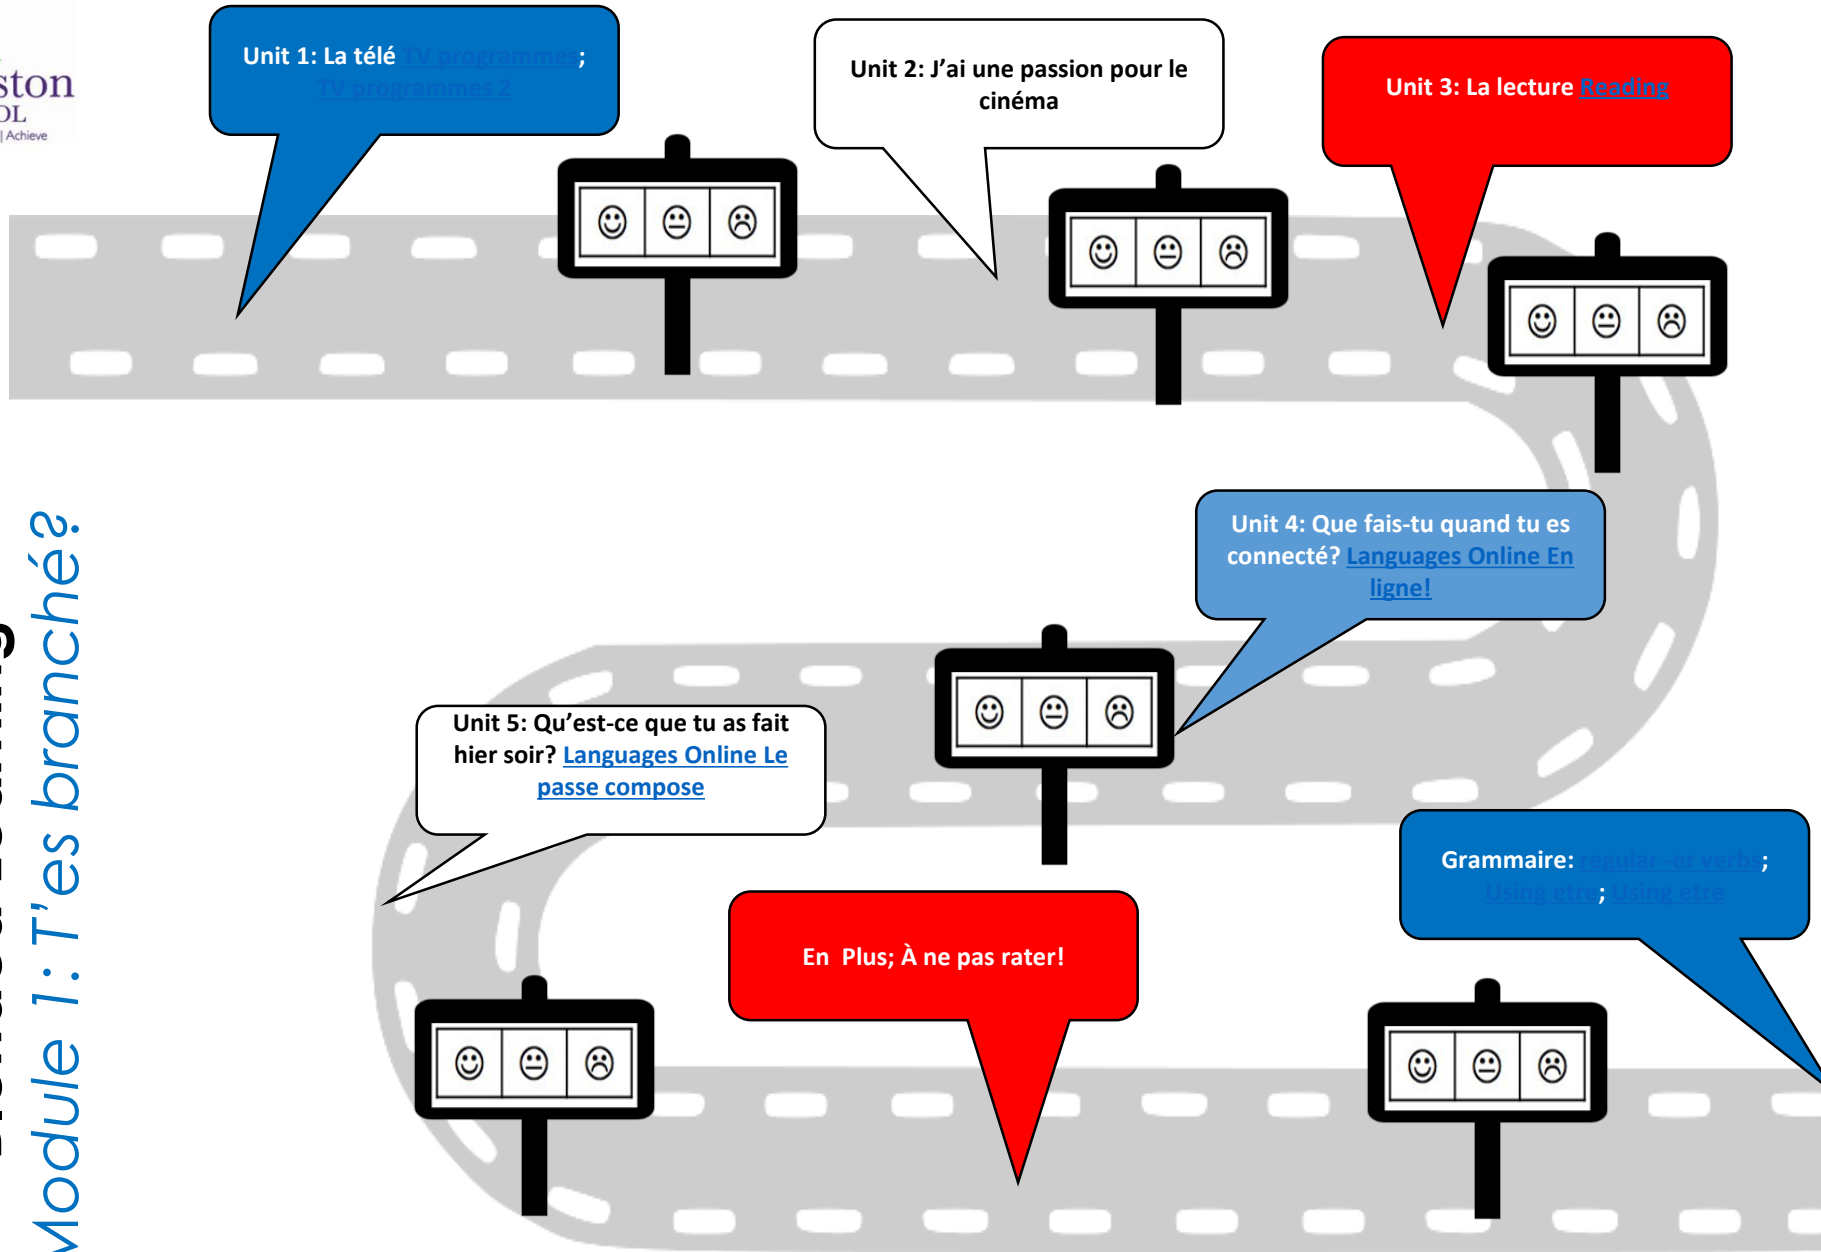 ston
OL
| Achieve
Unit 1: La télé TV programmes;
TV programmes 2
Unit 2: J'ai une passion pour le
cinéma
Unit 3: La lecture Reading
Unit 4: Que fais-tu quand tu es
connecté? Languages Online En
ligne!
Unit 5: Qu'est-ce que tu as fait
hier soir? Languages Online Le
passe compose
Grammaire: regular -er verbs;
Using etre; Using etre
En  Plus; À ne pas rater!
Module 1: T'es branché?